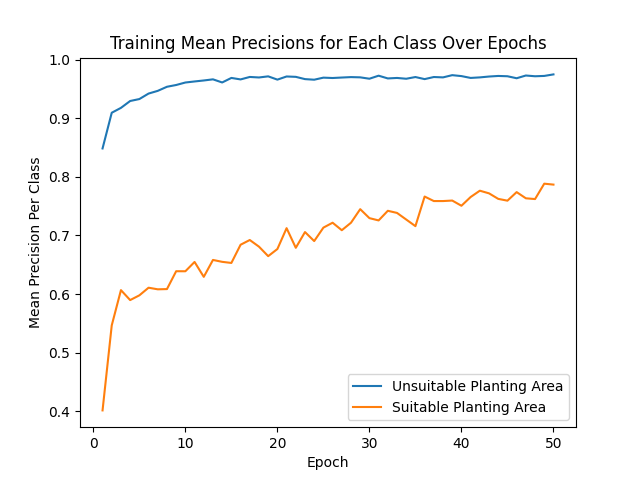 Training Mean Precisions for Each Class Over Epochs
Mean Precision Per Class
1.0
0.9
0.8
0.7
0.6
0.5
0.4
0
10
20
30
40
50
Epoch
Unsuitable Planting Area
Suitable Planting Area